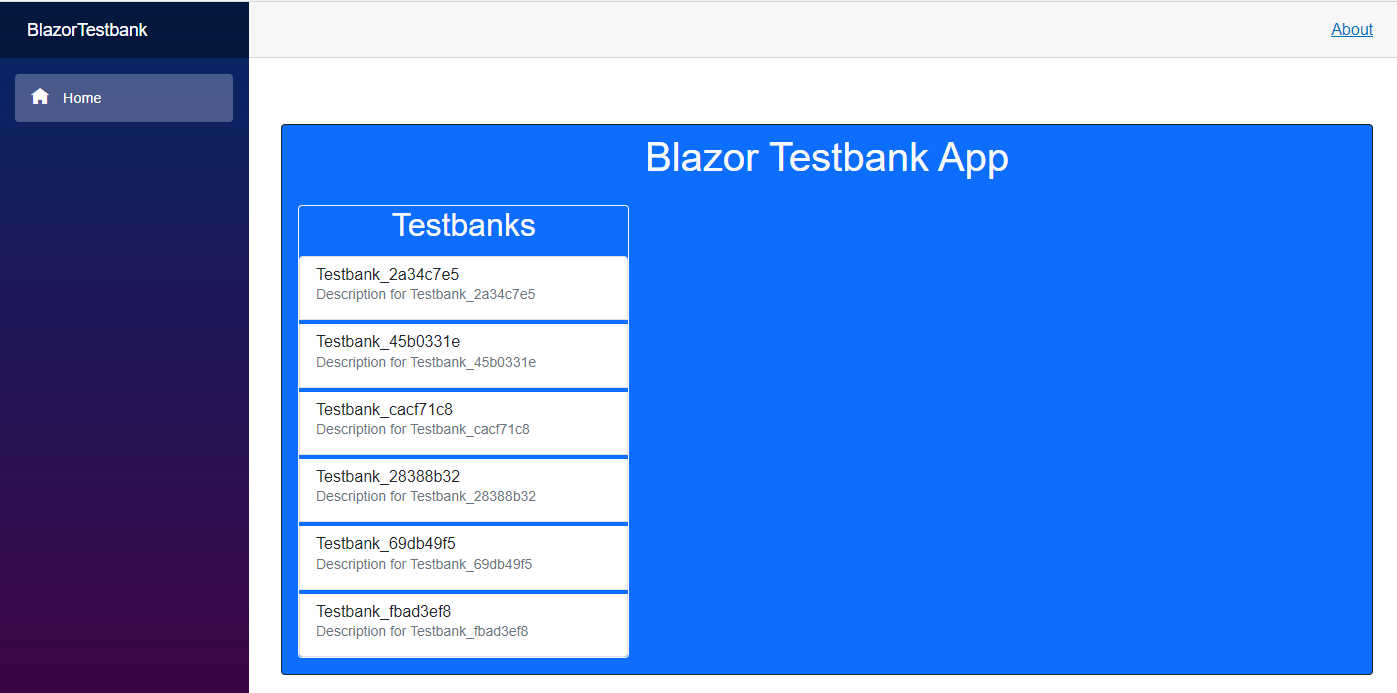 BlazorTestbank
About
Home
Blazor Testbank App
Testbanks
Testbank_2a34c7e5
Description for Testbank_2a34c7e5
Testbank_45b0331e
Description for Testbank_45b0331e
Testbank_cacf71c8
Description for Testbank_cacf71c8
Testbank_28388b32
Description for Testbank_28388b32
Testbank_69db49f5
Description for Testbank_69db49f5
Testbank_fbad3ef8
Description for Testbank_fbad3ef8